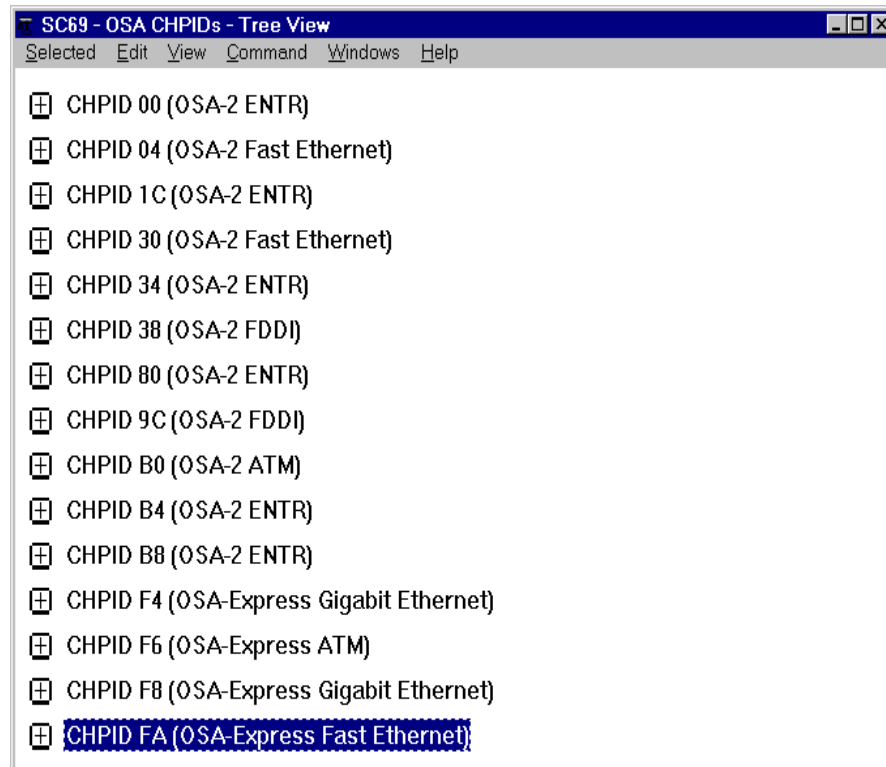 SC69 - OSA CHPIDs - Tree View
Selected Edit View Command Windows Help
CHPID 00 (OSA-2 ENTR)
CHPID 04 (OSA-2 Fast Ethernet)
CHPID 1C (OSA-2 ENTR)
CHPID 30 (OSA-2 Fast Ethernet)
CHPID 34 (OSA-2 ENTR)
CHPID 38 (OSA-2 FDDI)
CHPID 80 (OSA-2 ENTR)
CHPID 9C (OSA-2 FDDI)
CHPID B0 (OSA-2 ATM)
CHPID B4 (OSA-2 ENTR)
CHPID B8 (OSA-2 ENTR)
CHPID F4 (OSA-Express Gigabit Ethernet)
CHPID F6 (OSA-Express ATM)
CHPID F8 (OSA-Express Gigabit Ethernet)
CHPID FA (OSA-Express Fast Ethernet)